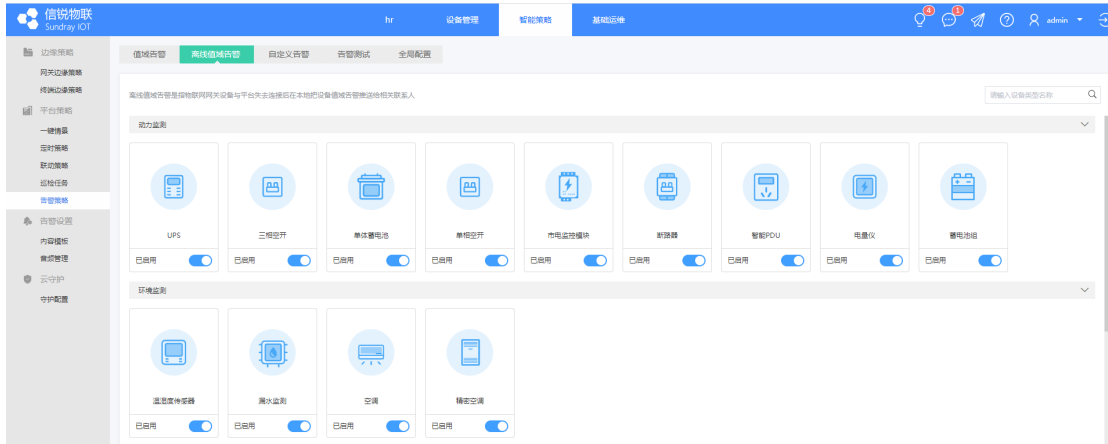 信锐物联
Sundray IOT
hr
设备管理
智能策略
基础运维
4
1
admin
边缘策略
网关边缘策略
终端边缘策略
平台策略
一键情景
定时策略
联动策略
巡检任务
告警策略
告警设置
内容模板
音频管理
云守护
守护配置
值域告警
离线值域告警
自定义告警
告警测试
全局配置
离线值域告警是指物联网网关设备与平台失去连接后在本地把设备值域告警推送给相关联系人
请输入设备类型名称
动力监测
UPS
三相空开
单体蓄电池
单相空开
市电监控模块
断路器
智能PDU
电量仪
蓄电池组
已启用
已启用
已启用
已启用
已启用
已启用
已启用
已启用
已启用
环境监测
温湿度传感器
漏水监测
空调
精密空调
已启用
已启用
已启用
已启用